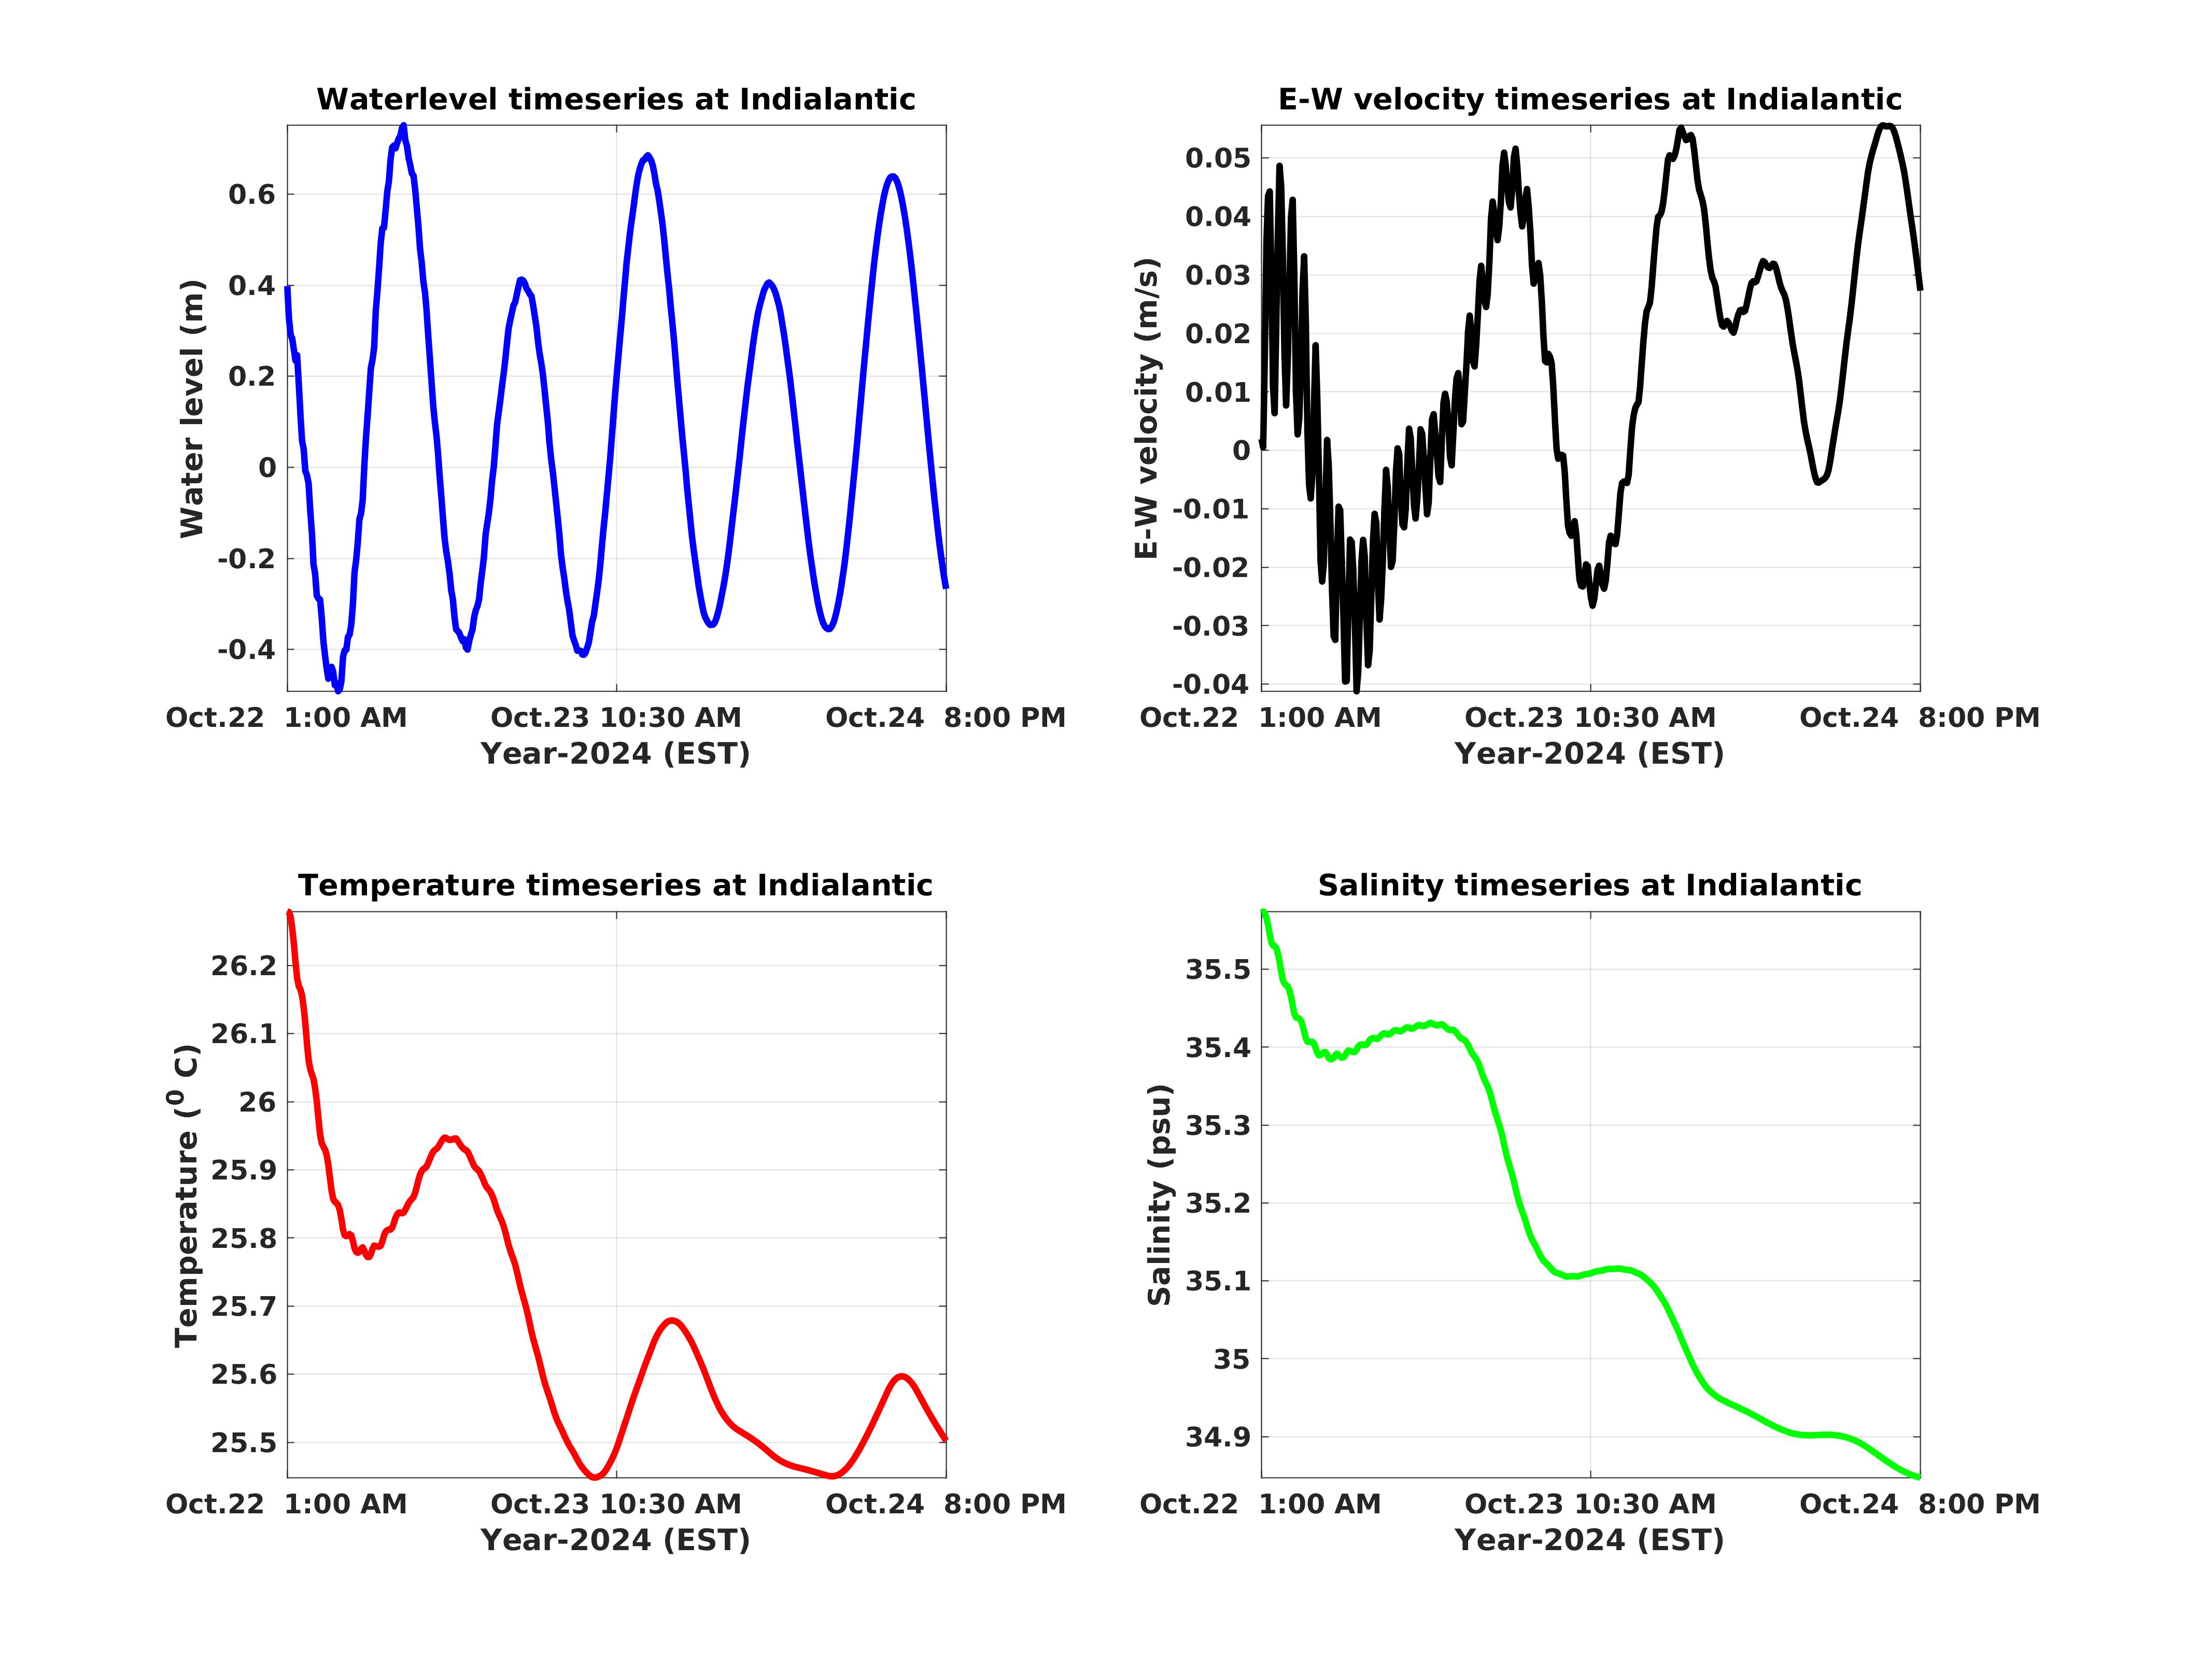 Waterlevel timeseries at Indialantic
Water level (m)
0.6
0.4
0.2
0
-0.2
-0.4
Oct.22  1:00 AM
Oct.23 10:30 AM
Oct.24  8:00 PM
Year-2024 (EST)
E-W velocity timeseries at Indialantic
E-W velocity (m/s)
0.05
0.04
0.03
0.02
0.01
0
-0.01
-0.02
-0.03
-0.04
Oct.22  1:00 AM
Oct.23 10:30 AM
Oct.24  8:00 PM
Year-2024 (EST)
Temperature timeseries at Indialantic
Temperature (⁰ C)
26.2
26.1
26
25.9
25.8
25.7
25.6
25.5
Oct.22  1:00 AM
Oct.23 10:30 AM
Oct.24  8:00 PM
Year-2024 (EST)
Salinity timeseries at Indialantic
Salinity (psu)
35.5
35.4
35.3
35.2
35.1
35
34.9
Oct.22  1:00 AM
Oct.23 10:30 AM
Oct.24  8:00 PM
Year-2024 (EST)